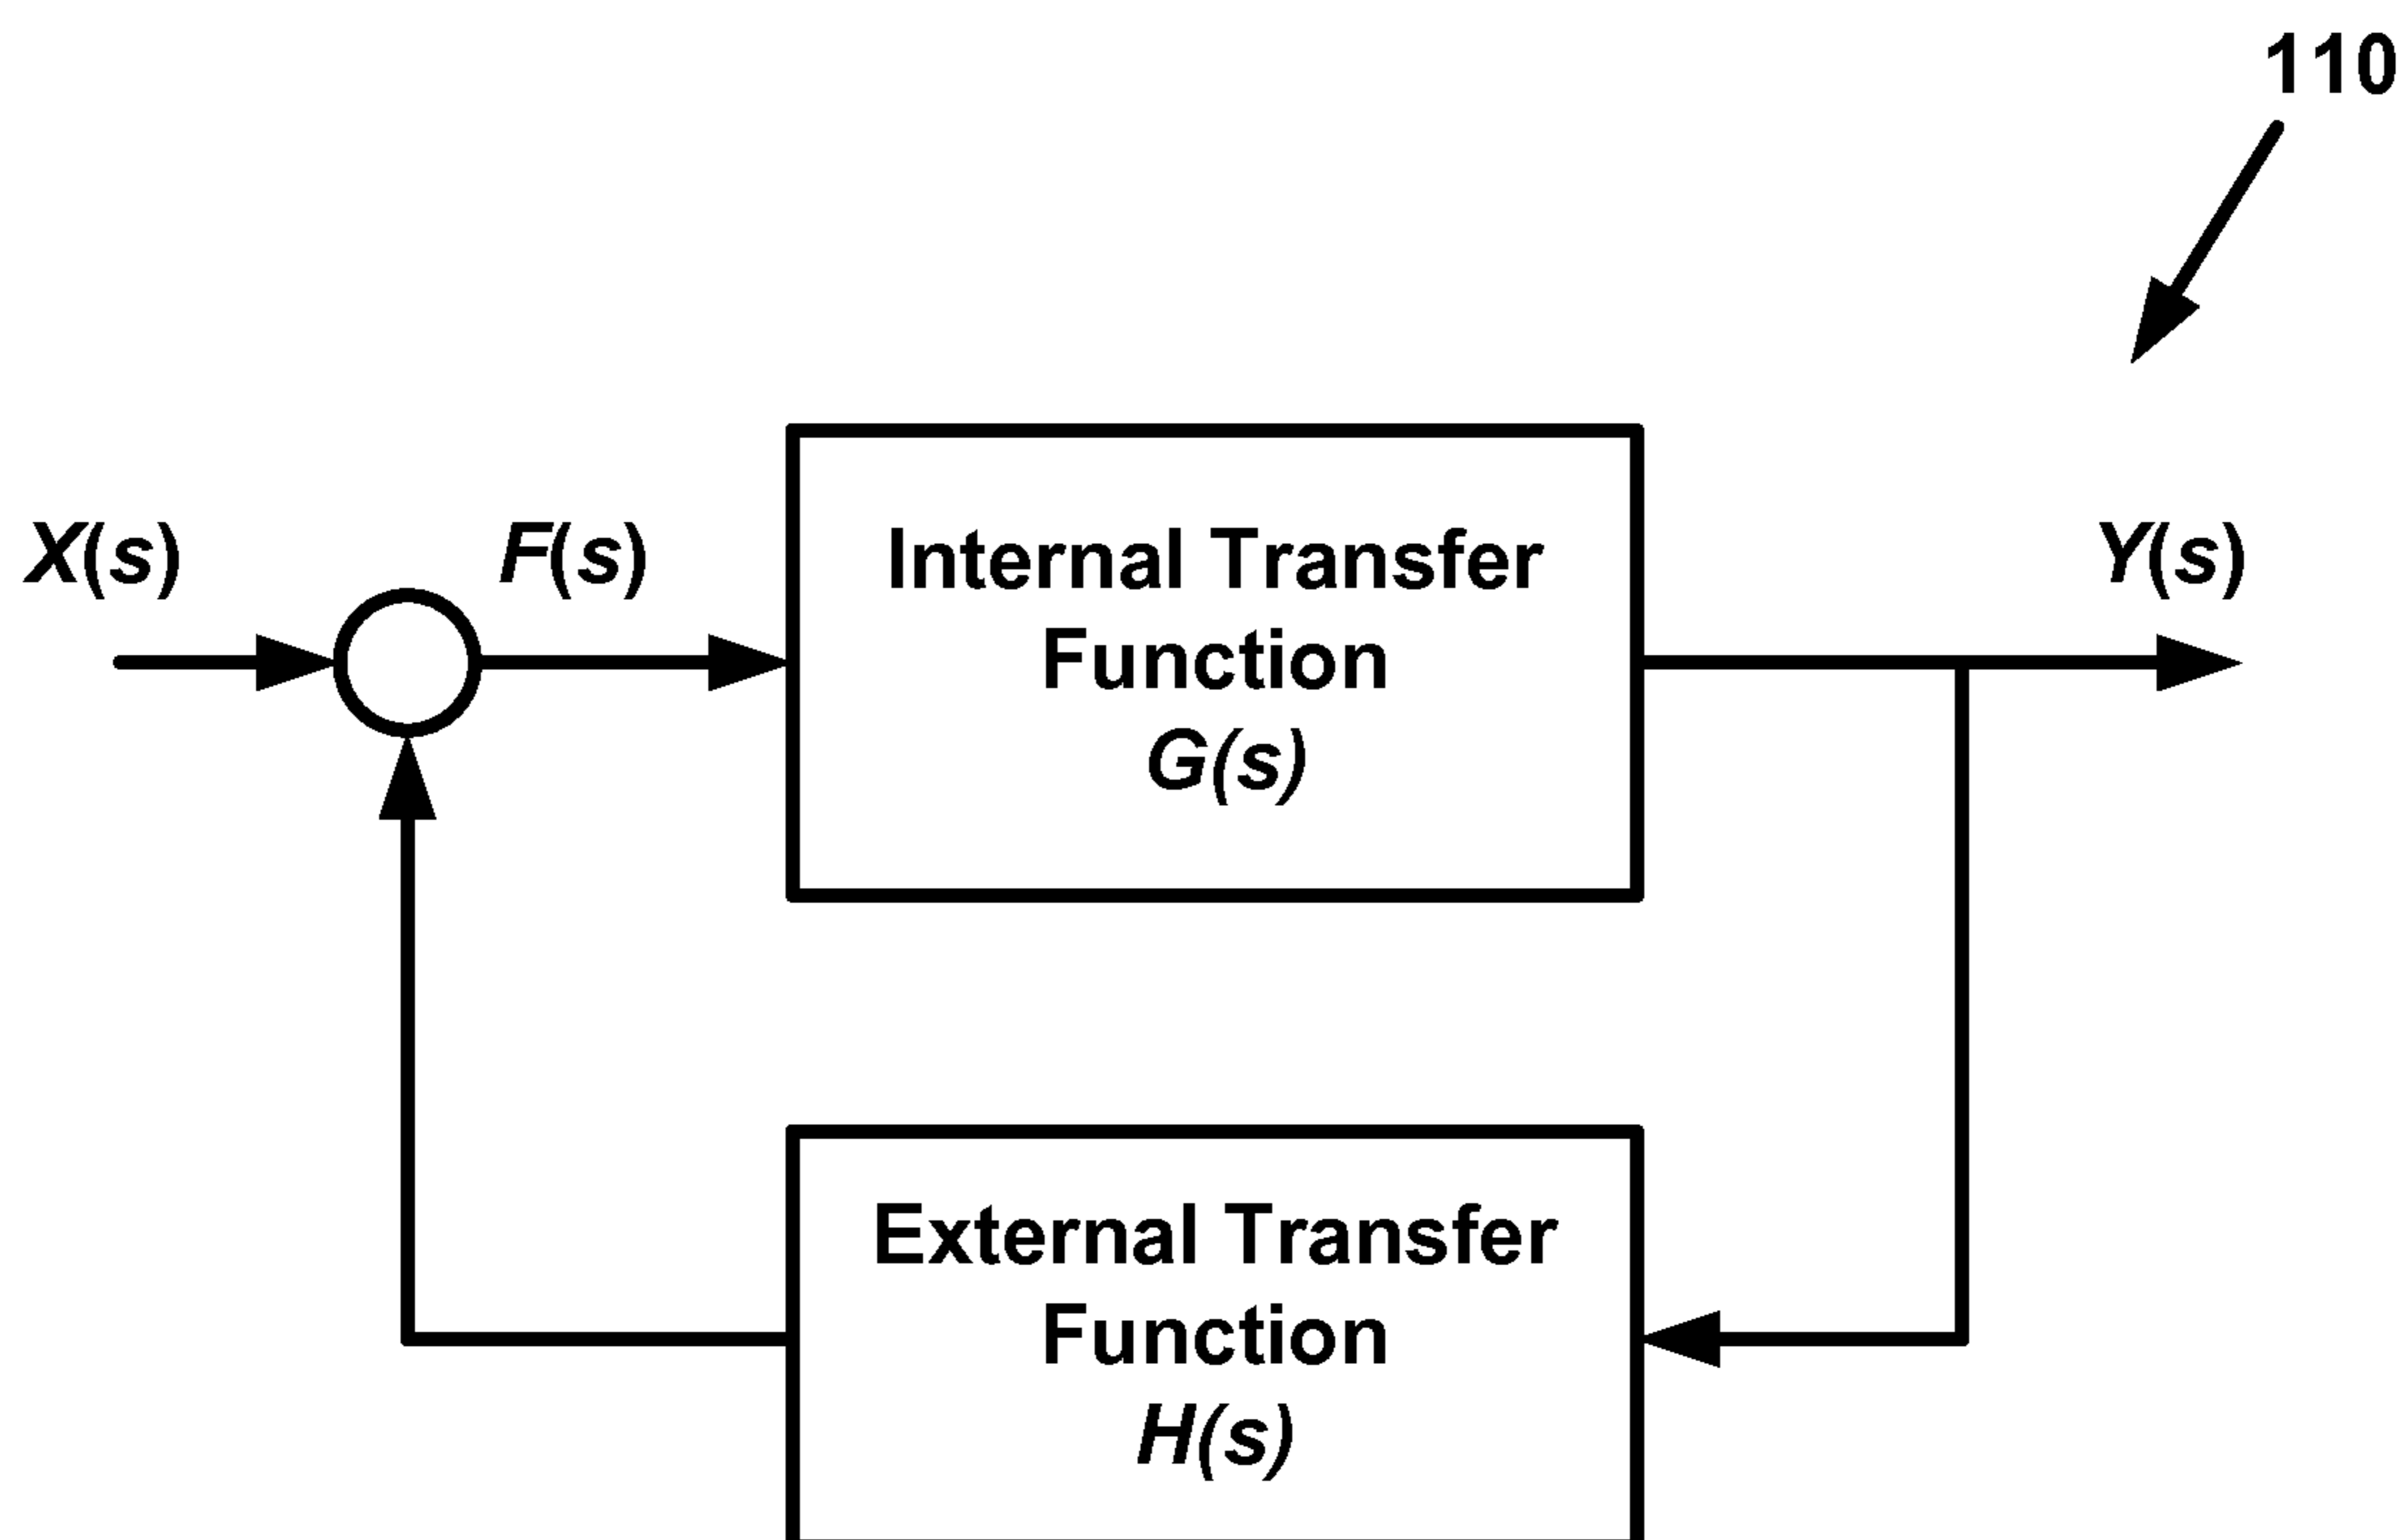 110
X(s)
F(s)
Internal Transfer
Function
G(s)
Y(s)
External Transfer
Function
H(s)